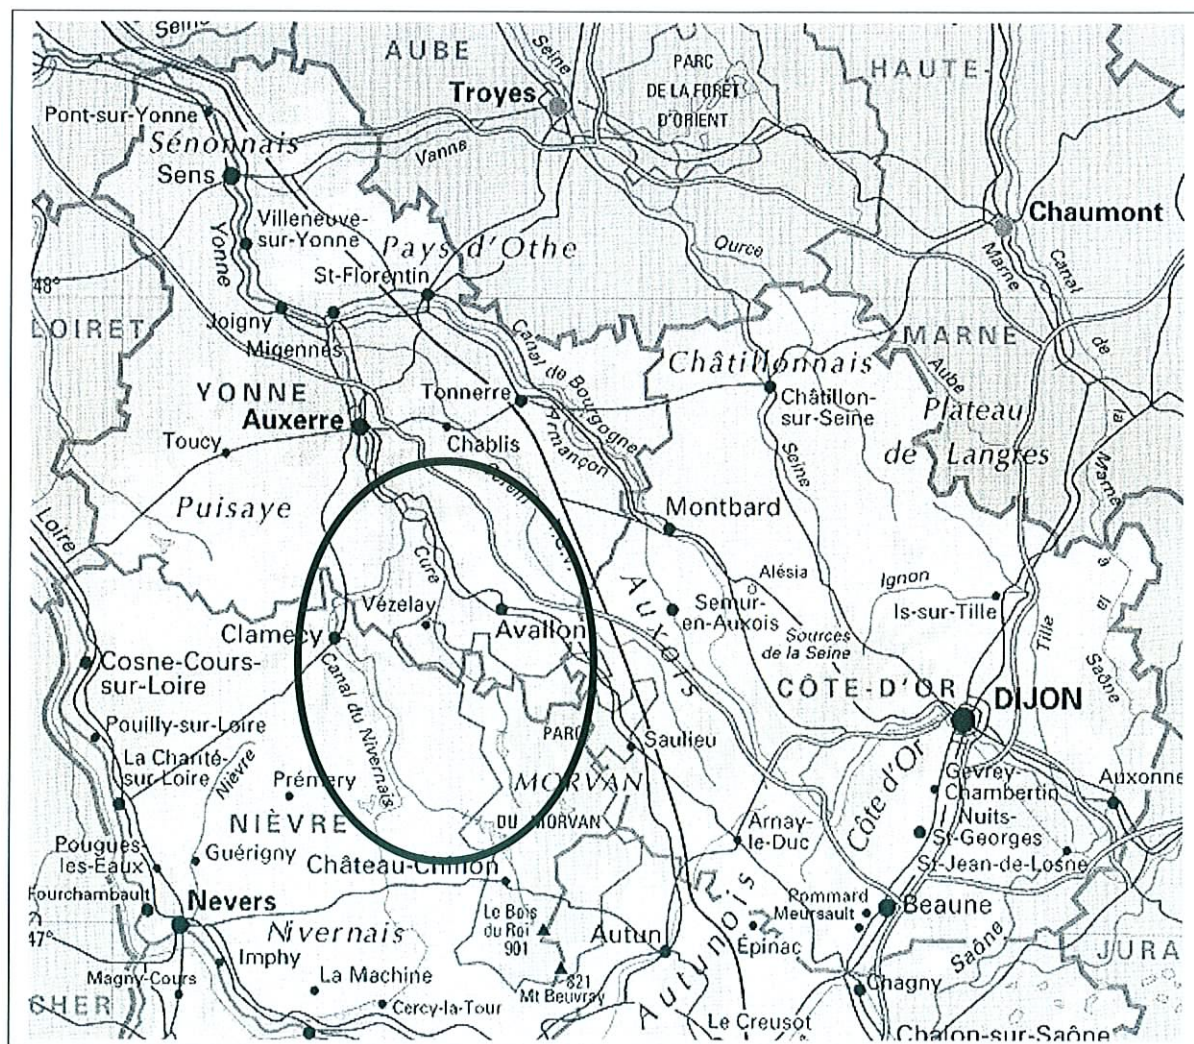 Seine
AUBE
Seine
PARC
DE LA FORÊT
D'ORIENT
HAUTE-
Troyes
Pont-sur-Yonne
Sénonnais
Vanne
Sens
Chaumont
Villeneuve-
sur-Yonne
Pays d'Othe
Yonne
Ource
Marne
Canal
St-Florentin
48°
Joigny
LOIRET
Migennes
Canal de Bourgogne
Châtillonnais
MARNE
de
Aube
la
YONNE
Tonnerre
Châtillon-
sur-Seine
Plateau
de Langres
Auxerre
Toucy
Chablis
Armançon
Seine
Marne
Puisaye
Serein
Montbard
Loire
Cure
T.G.V.
Alésia
Ignon
à
la
Vézelay
Auxois
Semur-
en-Auxois
Is-sur-Tille
Tille
Clamecy
Avallon
Sources
de la Seine
Saône
Cosne-Cours-
sur-Loire
CÔTE-D'OR
DIJON
Canal du Nivernais
Pouilly-sur-Loire
PARC
Saulieu
La Charité-
sur-Loire
Nièvre
Prémery
MORVAN
Côte d'Or
Gevrey-
Chambertin
Auxonne
NIÈVRE
DU MORVAN
Arnay-
le-Duc
Nuits-
St-Georges
Pougues-
les-Eaux
Guérigny
Château-Chinon
St-Jean-de-Losne
Fourchambault
Nevers
Le Bois
du Roi
901
Autun
Autunois
Pommard
Meursault
Beaune
Épinac
47°
Nivernais
Imphy
Saône
JURA
Magny-Cours
La Machine
821
Mt Beuvray
Chagny
CHER
Cercy-la-Tour
Le Creusot
Chalon-sur-Saône